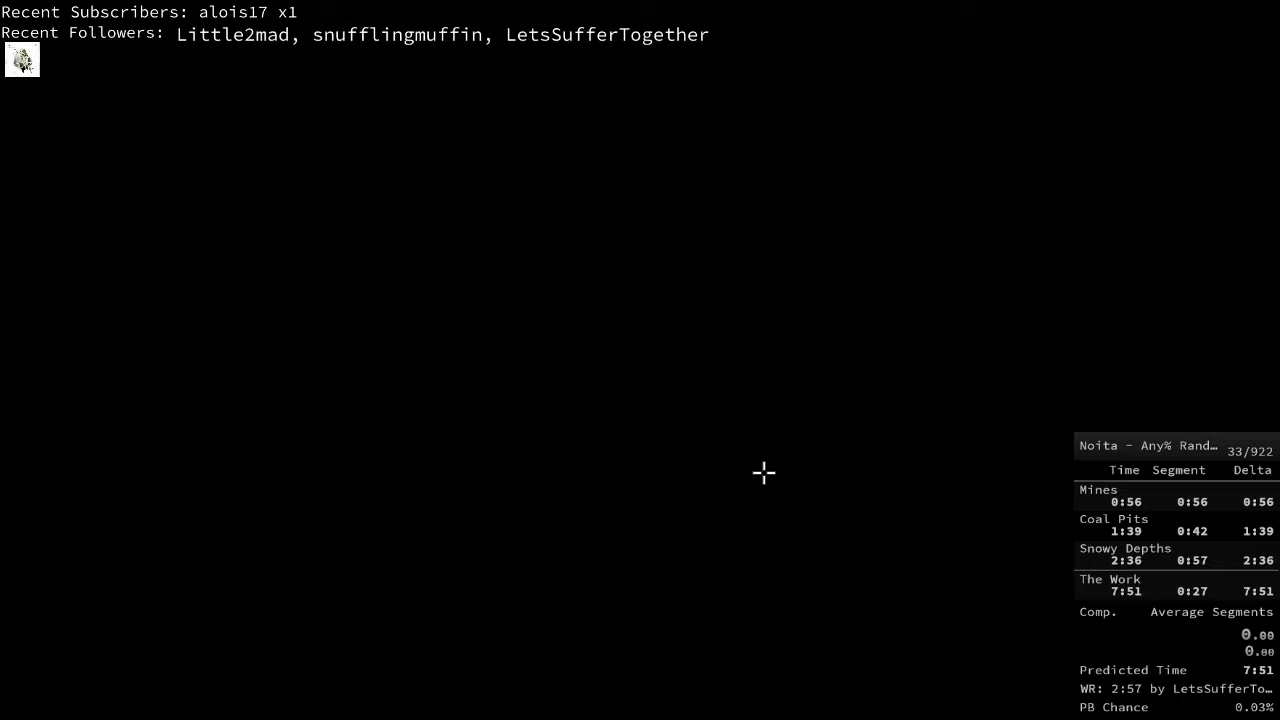 Recent Subscribers: alois17 x1
Recent Followers: Little2mad, snufflingmuffin, LetsSufferTogether
Noita - Any% Rand… 33/922
Time Segment Delta
Mines
0:56 0:56 0:56
Coal Pits
1:39 0:42 1:39
Snowy Depths
2:36 0:57 2:36
The Work
7:51 0:27 7:51
Comp. Average Segments
0.00
0.00
Predicted Time 7:51
WR: 2:57 by LetsSufferTo…
PB Chance 0.03%